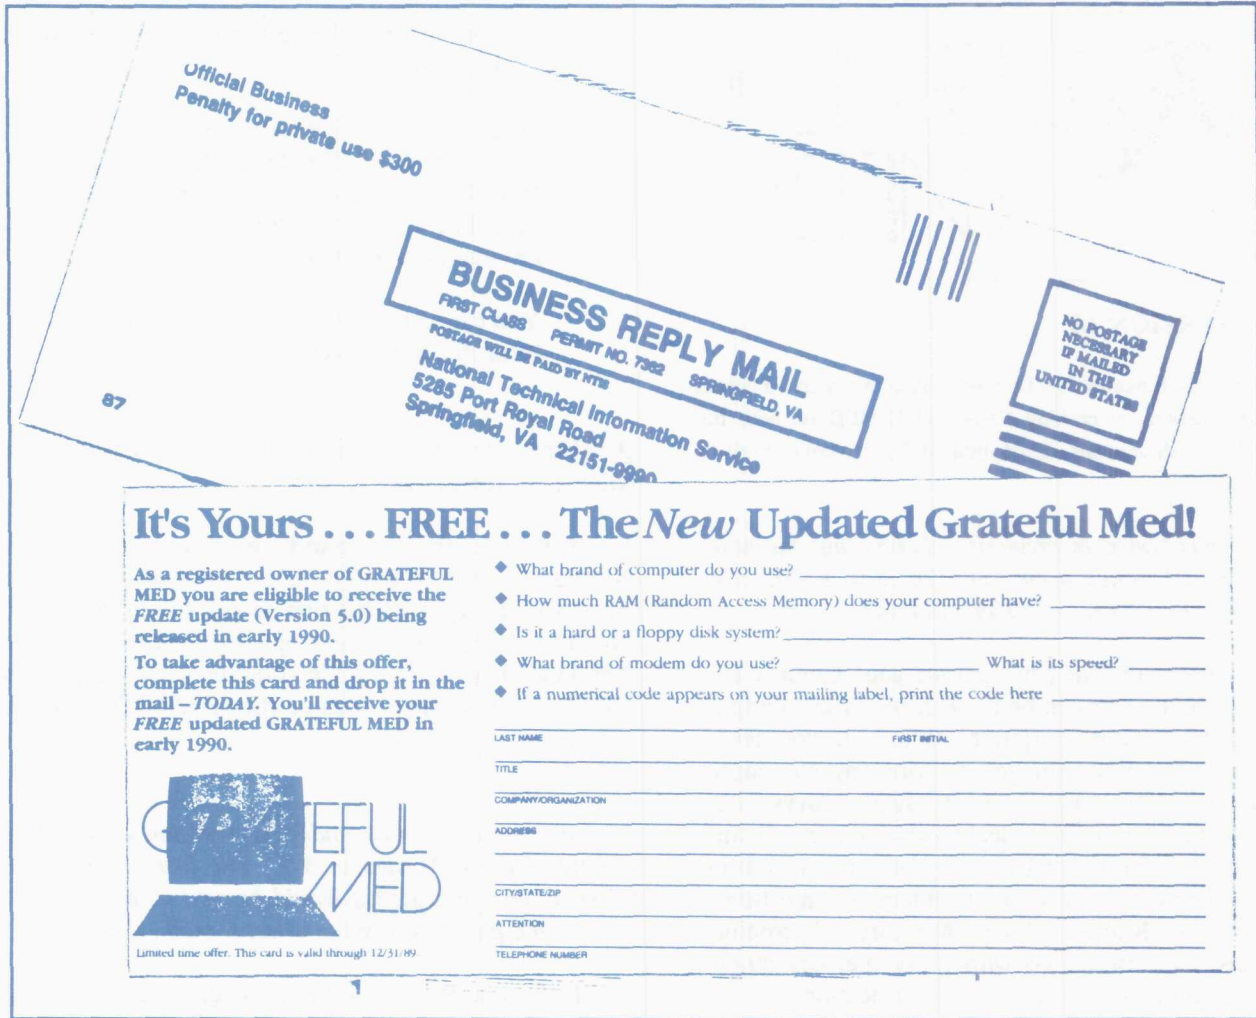 Official Business
Penalty for private use $300
BUSINESS REPLY MAIL
FIRST CLASS PERMIT NO. 7362 SPRINGFIELD, VA
POSTAGE WILL BE PAID BY NTIS
National Technical Information Service
5285 Port Royal Road
Springfield, VA 22151-9990
NO POSTAGE
NECESSARY
IF MAILED
IN THE
UNITED STATES
87
It's Yours . . . FREE . . . The New Updated Grateful Med!
As a registered owner of GRATEFUL
MED you are eligible to receive the
FREE update (Version 5.0) being
released in early 1990.
To take advantage of this offer,
complete this card and drop it in the
mail – TODAY. You'll receive your
FREE updated GRATEFUL MED in
early 1990.
GRATEFUL
MED
Limited time offer. This card is valid through 12/31/89
◆ What brand of computer do you use?
◆ How much RAM (Random Access Memory) does your computer have?
◆ Is it a hard or a floppy disk system?
◆ What brand of modem do you use? What is its speed?
◆ If a numerical code appears on your mailing label, print the code here
LAST NAME FIRST INITIAL
TITLE
COMPANY/ORGANIZATION
ADDRESS
CITY/STATE/ZIP
ATTENTION
TELEPHONE NUMBER